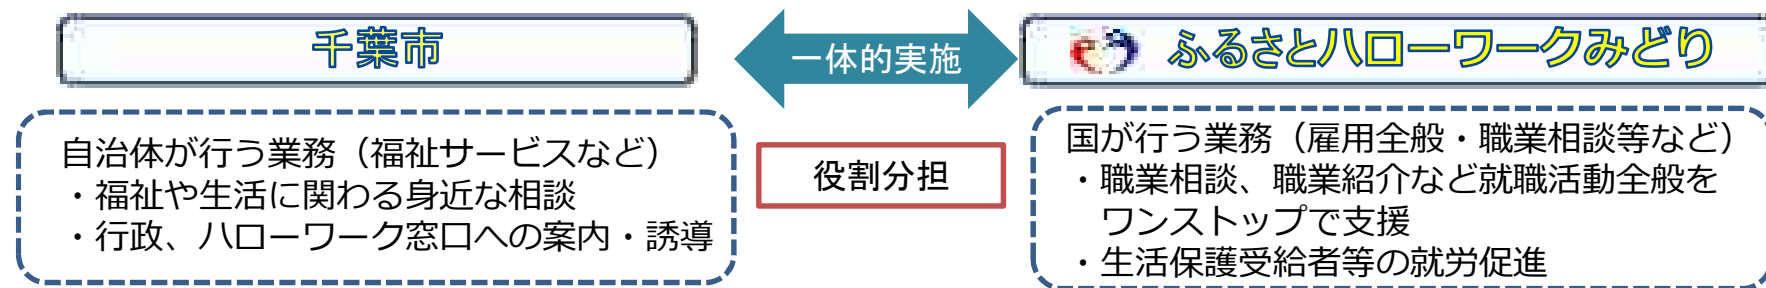 千葉市
一体的実施
ふるさとハローワークみどり
自治体が行う業務（福祉サービスなど）
・福祉や生活に関わる身近な相談
・行政、ハローワーク窓口への案内・誘導
役割分担
国が行う業務（雇用全般・職業相談等など）
・職業相談、職業紹介など就職活動全般を
ワンストップで支援
・生活保護受給者等の就労促進